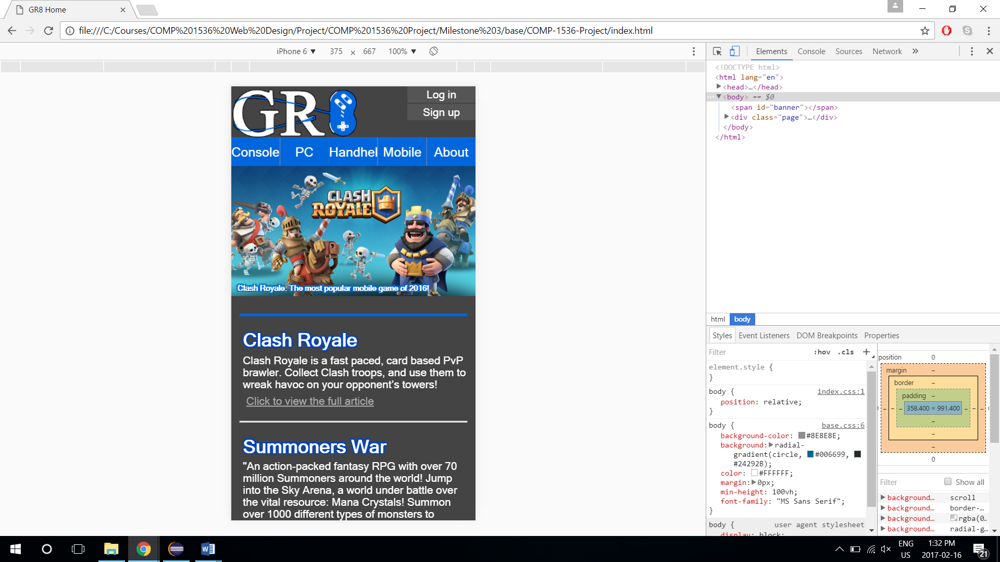 GR8 Home
file:///C:/Courses/COMP%201536%20Web%20Design/Project/COMP%201536%20Project/Milestone%203/base/COMP-1536-Project/index.html
iPhone 6 ▼ 375 × 667 100% ▼
Elements Console Sources Network »
GR8
Log in
Sign up
Console PC Handhel Mobile About
CLASH
ROYALE
Clash Royale: The most popular mobile game of 2016!
Clash Royale
Clash Royale is a fast paced, card based PvP
brawler. Collect Clash troops, and use them to
wreak havoc on your opponent’s towers!
Click to view the full article
Summoners War
"An action-packed fantasy RPG with over 70
million Summoners around the world! Jump
into the Sky Arena, a world under battle over
the vital resource: Mana Crystals! Summon
over 1000 different types of monsters to
<!DOCTYPE html>
<html lang="en">
▶<head>…</head>
…▼<body> == $0
<span id="banner"></span>
▶<div class="page">…</div>
</body>
</html>
html body
Styles Event Listeners DOM Breakpoints Properties
Filter :hov .cls +
element.style {
}
body { index.css:1
position: relative;
}
body { base.css:6
background-color: #8E8E8E;
background:▶radial-
gradient(circle, #006699,
#24292B);
color: #FFFFFF;
margin:▶0px;
min-height: 100vh;
font-family: "MS Sans Serif";
}
body { user agent stylesheet
display: block;
position 0
margin –
border –
padding –
– – – 358.400 × 991.400 – – –
–
–
–
0
Filter Show all
▶background… scroll
▶background… border-…
▶background… rgba(0…
▶background… radial-g…
ENG
US
1:32 PM
2017-02-16
21